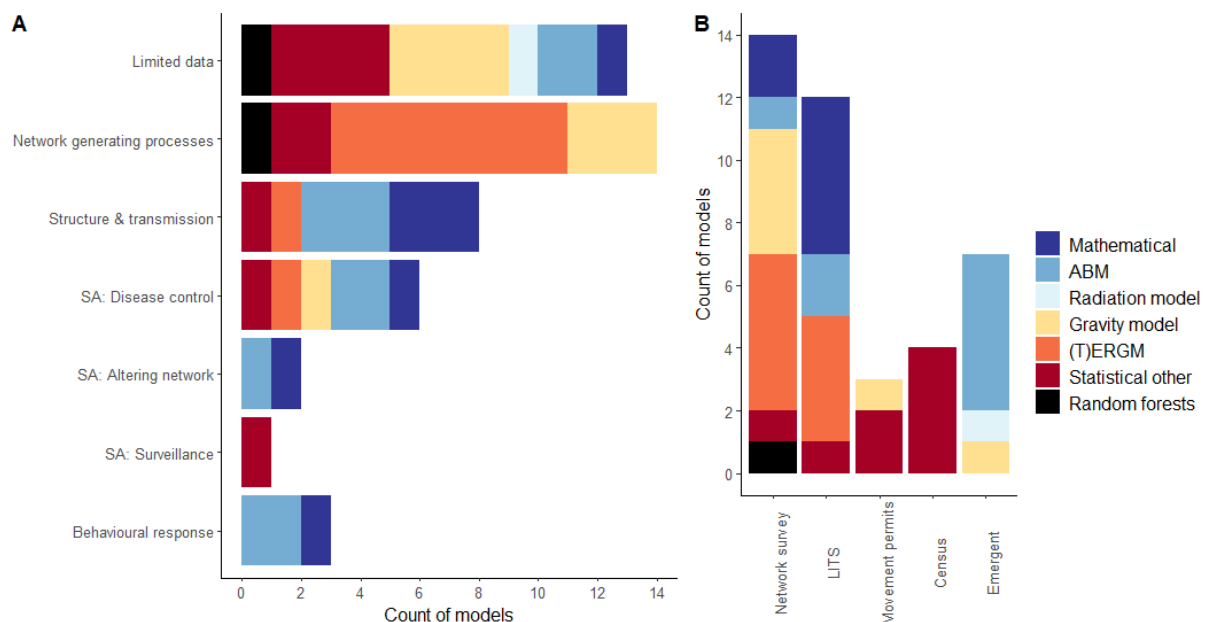 A
Limited data
Network generating processes
Structure & transmission
SA: Disease control
SA: Altering network
SA: Surveillance
Behavioural response
0 2 4 6 8 10 12 14
Count of models
B
Count of models
14
12
10
8
6
4
2
0
Network survey
LITS
Movement permits
Census
Emergent
Mathematical
ABM
Radiation model
Gravity model
(T)ERGM
Statistical other
Random forests